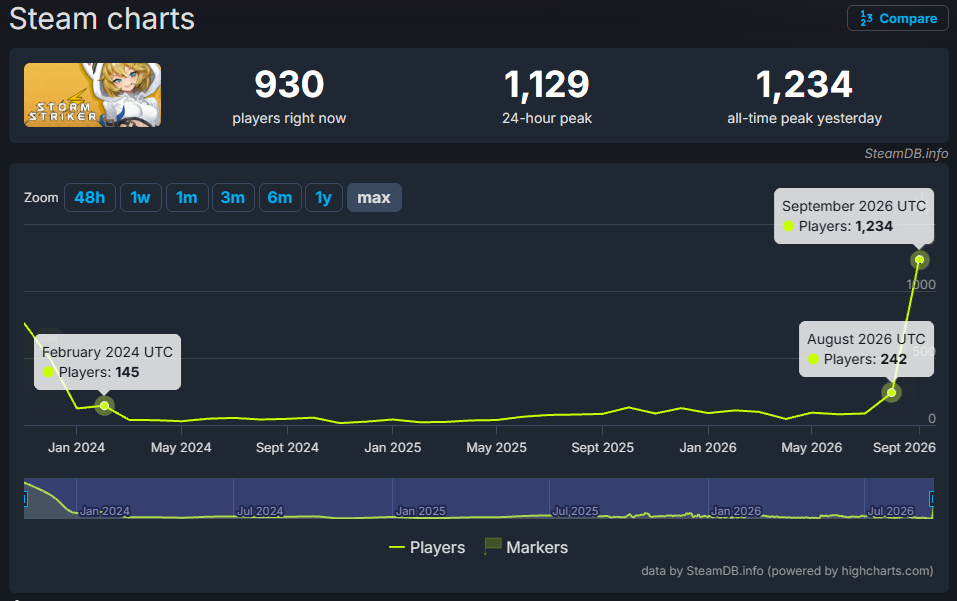 Steam charts
Compare
STORM
STRIKER
930
players right now
1,129
24-hour peak
1,234
all-time peak yesterday
SteamDB.info
Zoom 48h 1w 1m 3m 6m 1y max
September 2026 UTC
Players: 1,234
1000
February 2024 UTC
Players: 145
August 2026 UTC
Players: 242
500
0
Jan 2024 May 2024 Sept 2024 Jan 2025 May 2025 Sept 2025 Jan 2026 May 2026 Sept 2026
Jan 2024 Jul 2024 Jan 2025 Jul 2025 Jan 2026 Jul 2026
Players Markers
data by SteamDB.info (powered by highcharts.com)